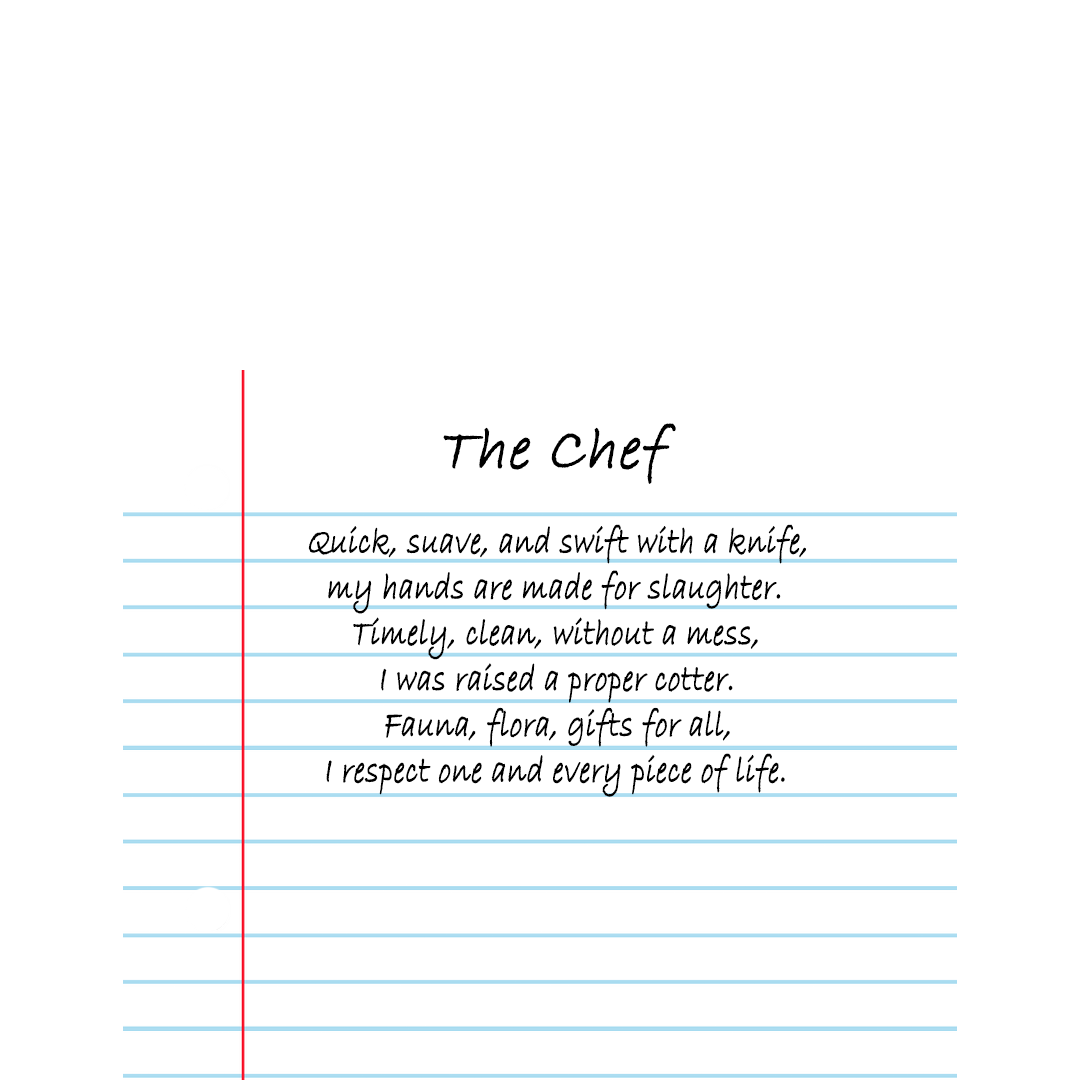 The Chef
Quick, suave, and swift with a knife,
my hands are made for slaughter.
Timely, clean, without a mess,
I was raised a proper cotter.
Fauna, flora, gifts for all,
I respect one and every piece of life.